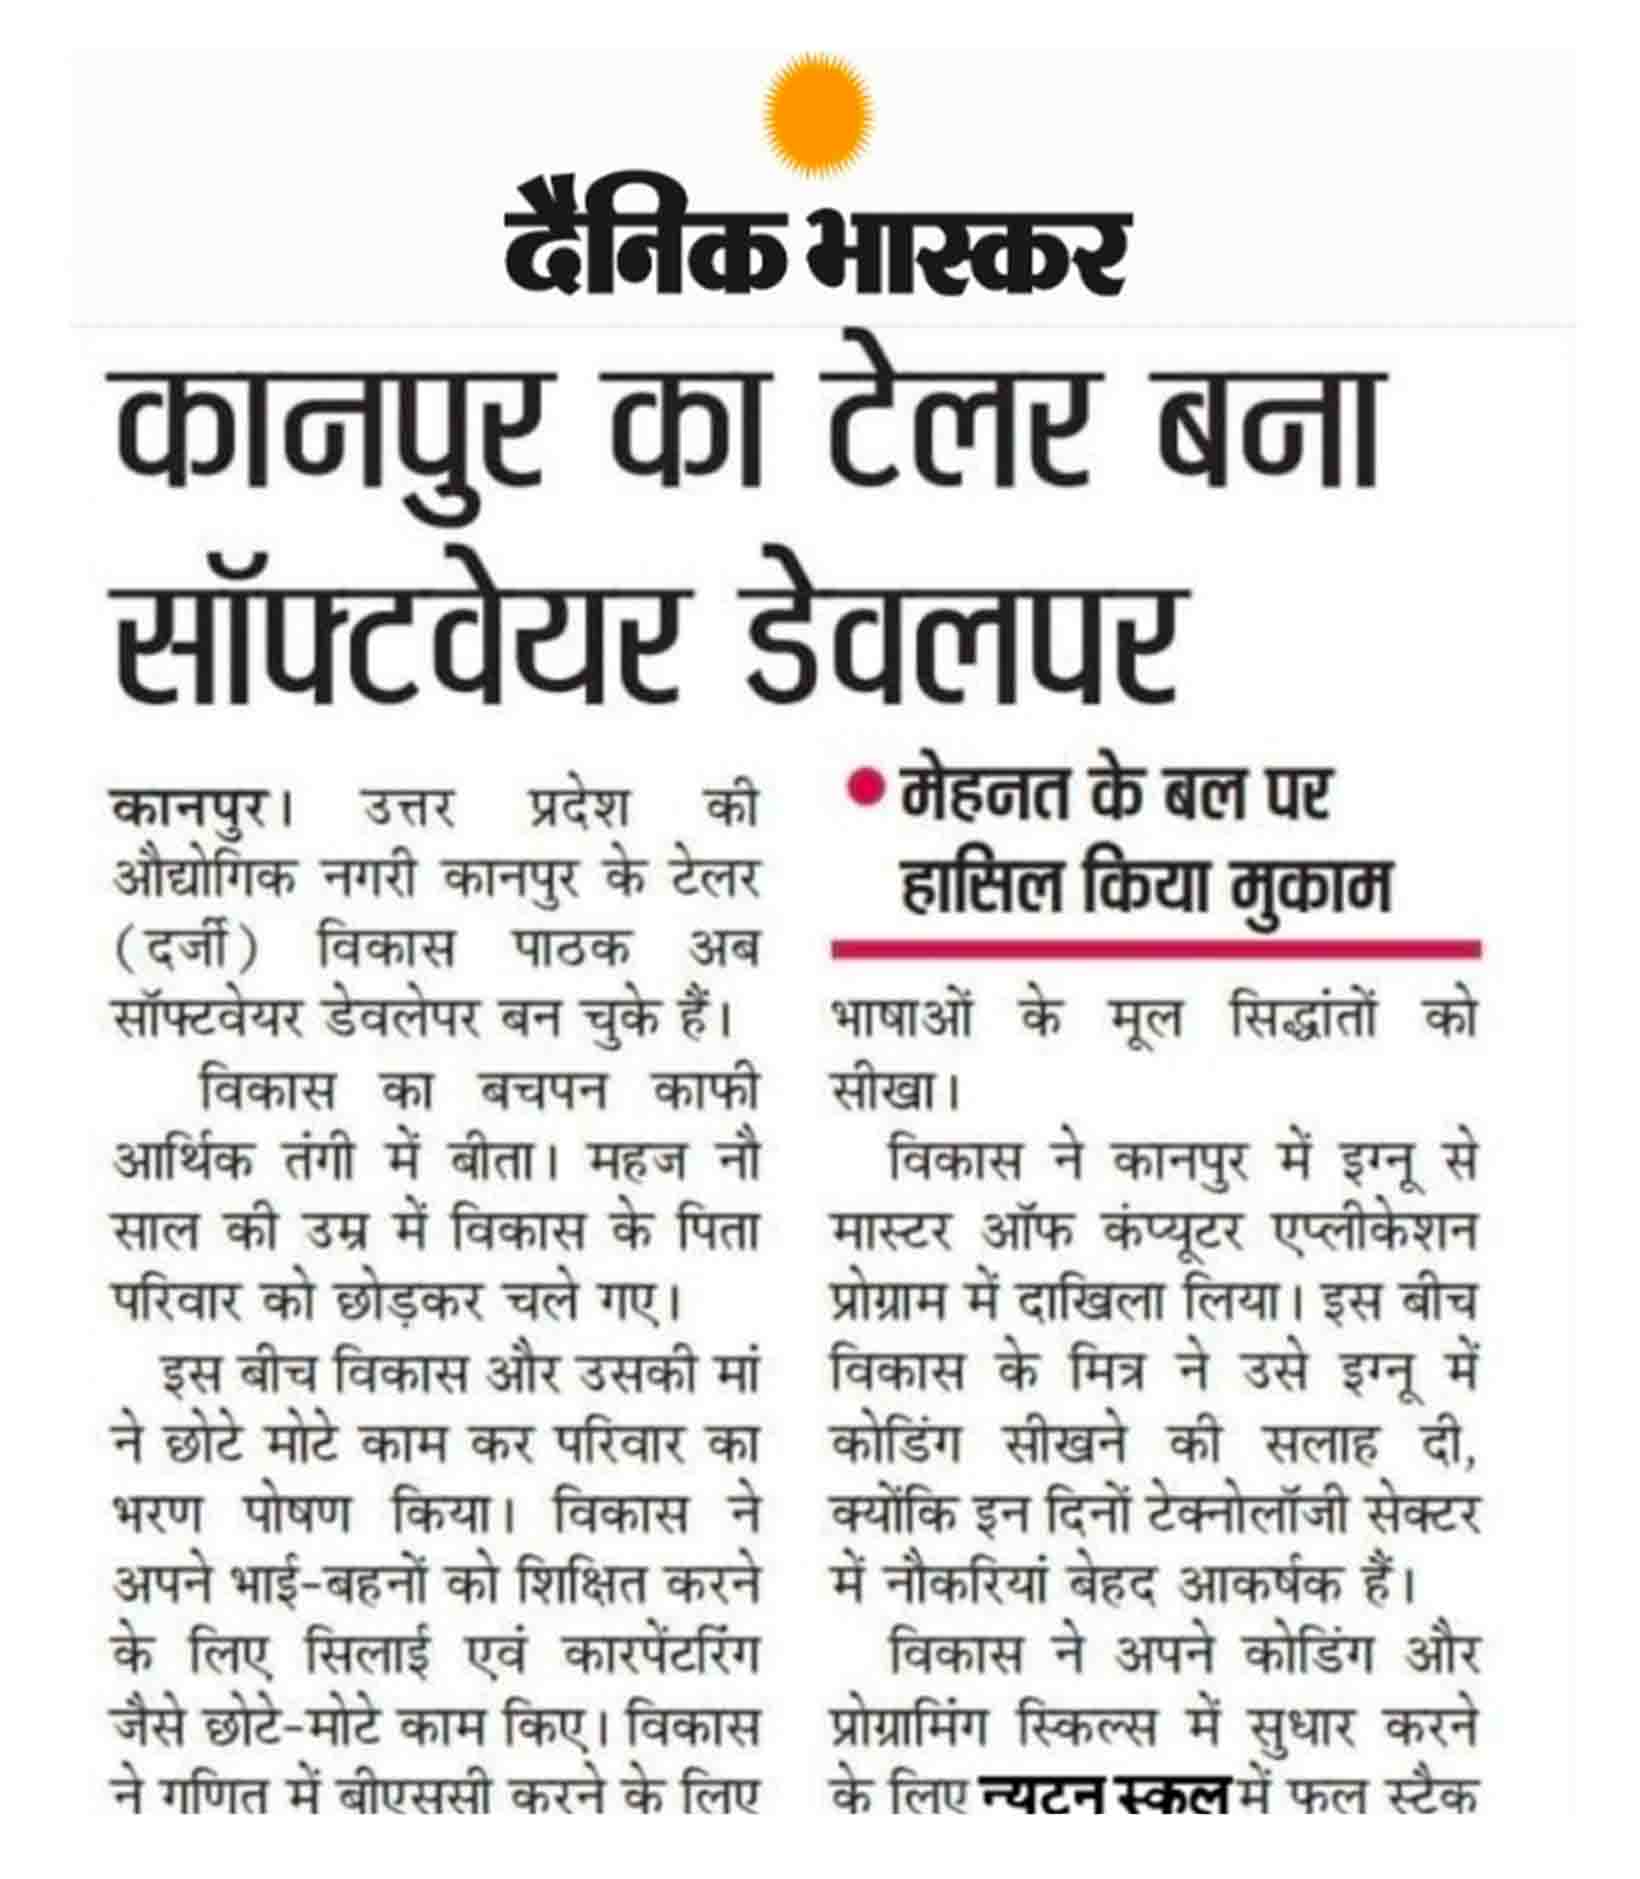 दैनिक भास्कर
कानपुर का टेलर बना
सॉफ्टवेयर डेवलपर
कानपुर। उत्तर प्रदेश की
औद्योगिक नगरी कानपुर के टेलर
(दर्जी) विकास पाठक अब
सॉफ्टवेयर डेवलेपर बन चुके हैं।
विकास का बचपन काफी
आर्थिक तंगी में बीता। महज नौ
साल की उम्र में विकास के पिता
परिवार को छोड़कर चले गए।
इस बीच विकास और उसकी मां
ने छोटे मोटे काम कर परिवार का
भरण पोषण किया। विकास ने
अपने भाई-बहनों को शिक्षित करने
के लिए सिलाई एवं कारपेंटरिंग
जैसे छोटे-मोटे काम किए। विकास
ने गणित में बीएससी करने के लिए
• मेहनत के बल पर
हासिल किया मुकाम
भाषाओं के मूल सिद्धांतों को
सीखा।
विकास ने कानपुर में इग्नू से
मास्टर ऑफ कंप्यूटर एप्लीकेशन
प्रोग्राम में दाखिला लिया। इस बीच
विकास के मित्र ने उसे इग्नू में
कोडिंग सीखने की सलाह दी,
क्योंकि इन दिनों टेक्नोलॉजी सेक्टर
में नौकरियां बेहद आकर्षक हैं।
विकास ने अपने कोडिंग और
प्रोग्रामिंग स्किल्स में सुधार करने
के लिए न्यूटन स्कूल में फुल स्टैक